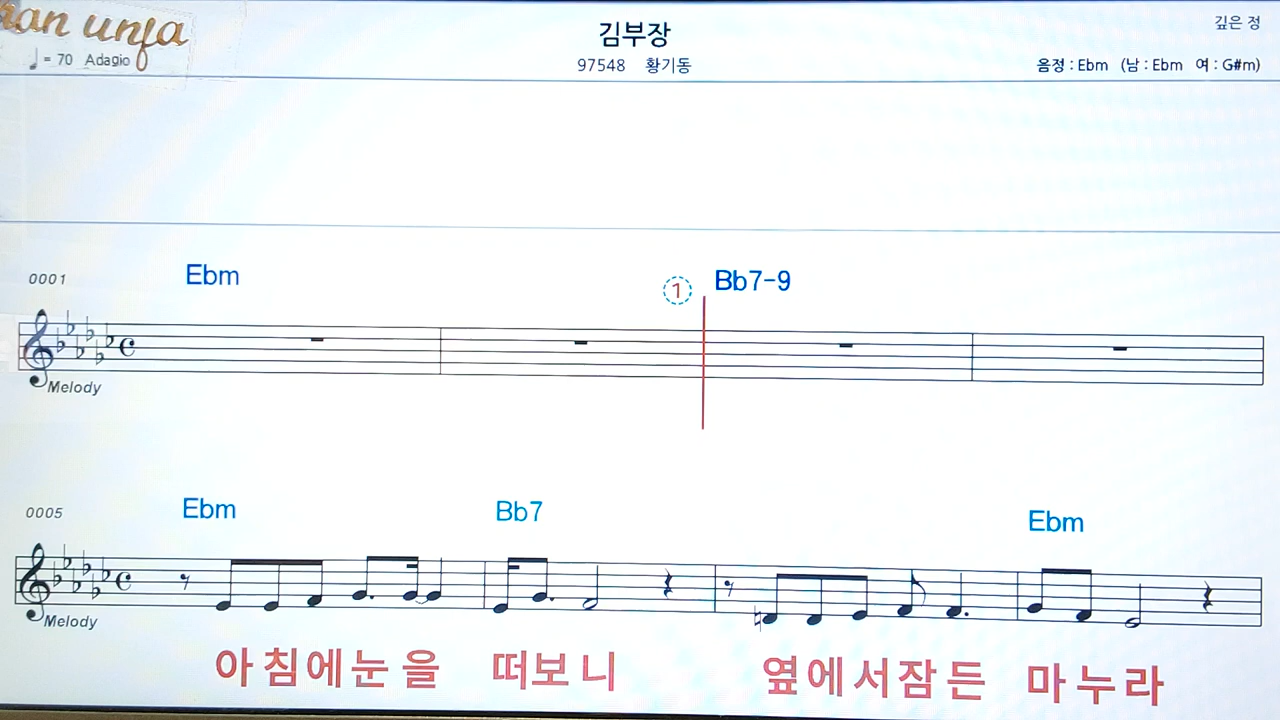 김부장
깊은 정
♩= 70 Adagio
97548 황기동
음정 : Ebm (남 : Ebm 여 : G#m)
0001 Ebm ① Bb7-9
Melody
0005 Ebm Bb7 Ebm
Melody
아침에눈을 떠보니 옆에서잠든 마누라